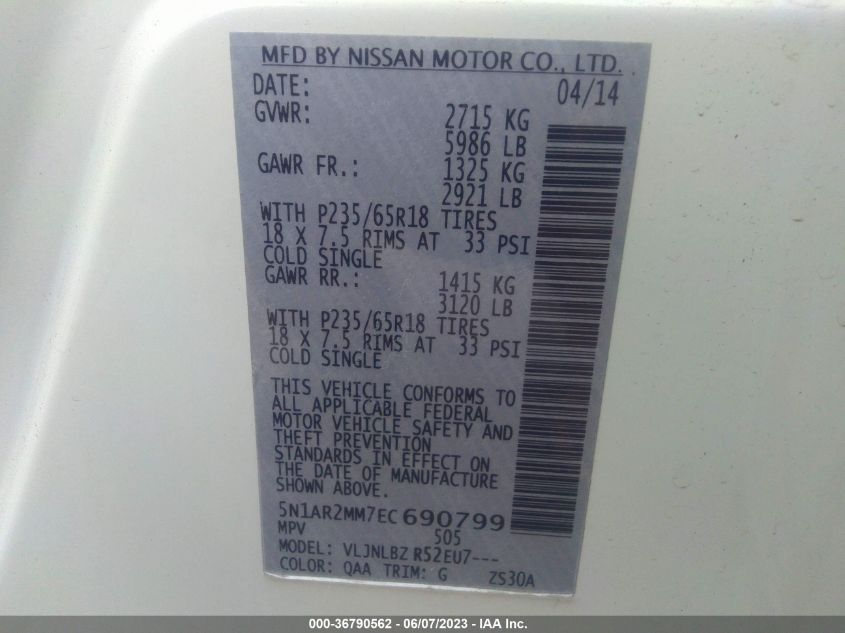 MFD BY NISSAN MOTOR CO., LTD.
DATE: 04/14
GVWR: 2715 KG
5986 LB
GAWR FR.: 1325 KG
2921 LB
WITH P235/65R18 TIRES
18 X 7.5 RIMS AT 33 PSI
COLD SINGLE
GAWR RR.: 1415 KG
3120 LB
WITH P235/65R18 TIRES
18 X 7.5 RIMS AT 33 PSI
COLD SINGLE
THIS VEHICLE CONFORMS TO
ALL APPLICABLE FEDERAL
MOTOR VEHICLE SAFETY AND
THEFT PREVENTION
STANDARDS IN EFFECT ON
THE DATE OF MANUFACTURE
SHOWN ABOVE.
5N1AR2MM7EC690799
MPV 505
MODEL: VLJNLBZ R52EU7---
COLOR: QAA TRIM: G ZS30A
000-36790562 - 06/07/2023 - IAA Inc.